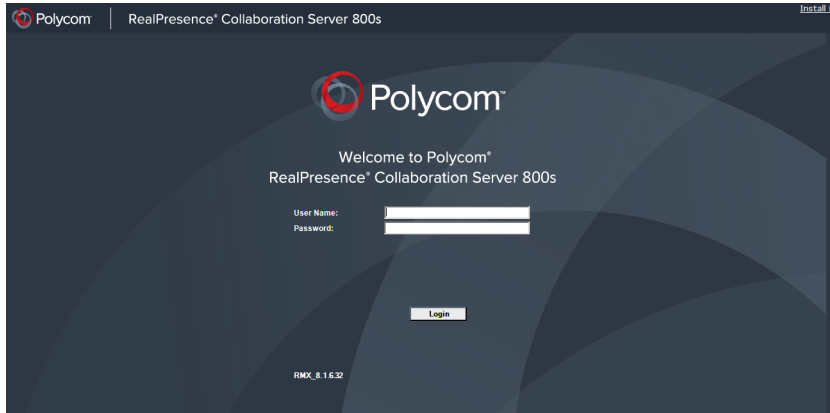 Polycom RealPresence® Collaboration Server 800s
Install
Polycom™
Welcome to Polycom®
RealPresence® Collaboration Server 800s
User Name:
Password:
Login
RMX_8.1.6.32